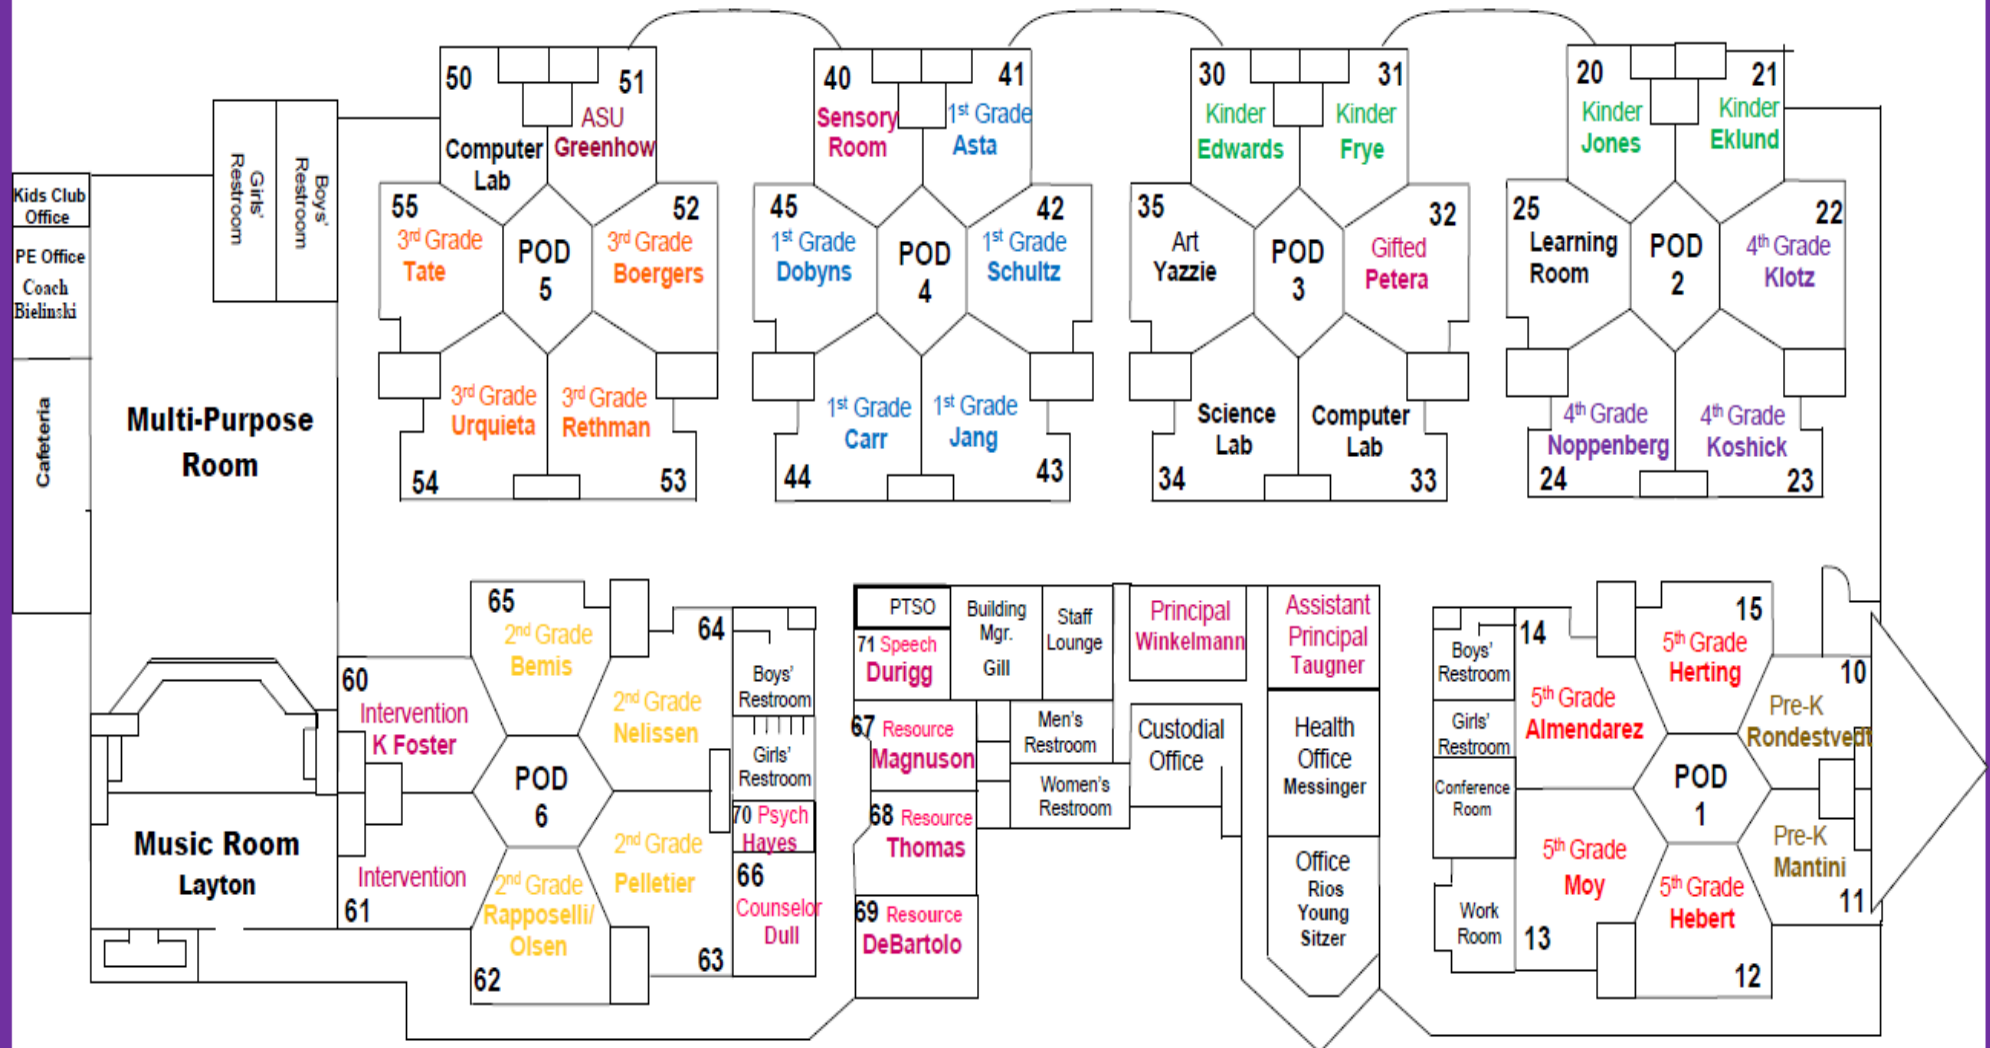 50
51
ASU
Greenhow
Computer
Lab
55
3rd Grade
Tate
POD
5
52
3rd Grade
Boergers
3rd Grade
Urquieta
54
3rd Grade
Rethman
53
40
Sensory
Room
41
1st Grade
Asta
45
1st Grade
Dobyns
POD
4
42
1st Grade
Schultz
1st Grade
Carr
44
1st Grade
Jang
43
30
Kinder
Edwards
31
Kinder
Frye
35
Art
Yazzie
POD
3
32
Gifted
Petera
Science
Lab
34
Computer
Lab
33
20
Kinder
Jones
21
Kinder
Eklund
25
Learning
Room
POD
2
22
4th Grade
Klotz
4th Grade
Noppenberg
24
4th Grade
Koshick
23
Girls'
Restroom
Boys'
Restroom
Kids Club
Office
PE Office
Coach
Bielinski
Cafeteria
Multi-Purpose
Room
Music Room
Layton
65
2nd Grade
Bemis
64
2nd Grade
Nelissen
60
Intervention
K Foster
POD
6
Intervention
61
2nd Grade
Rapposelli/
Olsen
62
2nd Grade
Pelletier
63
Boys'
Restroom
Girls'
Restroom
70 Psych
Hayes
66
Counselor
Dull
PTSO
71 Speech
Durigg
67 Resource
Magnuson
68 Resource
Thomas
69 Resource
DeBartolo
Building
Mgr.
Gill
Staff
Lounge
Men's
Restroom
Women's
Restroom
Principal
Winkelmann
Custodial
Office
Assistant
Principal
Taugner
Health
Office
Messinger
Office
Rios
Young
Sitzer
Boys'
Restroom
Girls'
Restroom
Conference
Room
Work
Room
14
5th Grade
Almendarez
15
5th Grade
Herting
10
Pre-K
Rondestvedt
POD
1
5th Grade
Moy
13
5th Grade
Hebert
12
Pre-K
Mantini
11